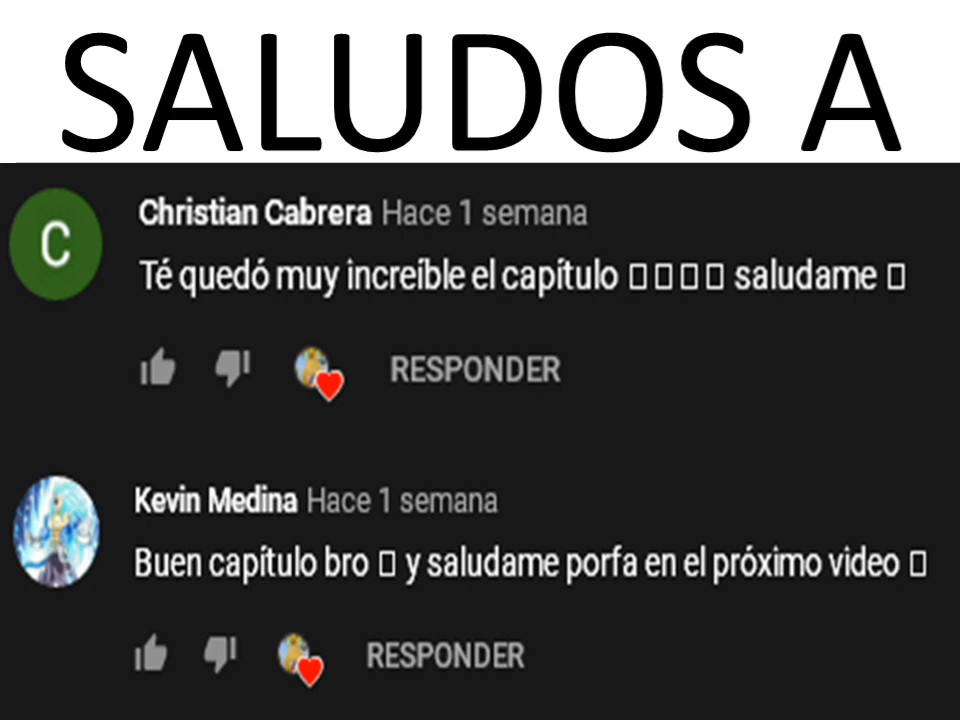 SALUDOS A
C
Christian Cabrera Hace 1 semana
Té quedó muy increíble el capítulo □□□□ saludame □
RESPONDER
Kevin Medina Hace 1 semana
Buen capítulo bro □ y saludame porfa en el próximo video □
RESPONDER